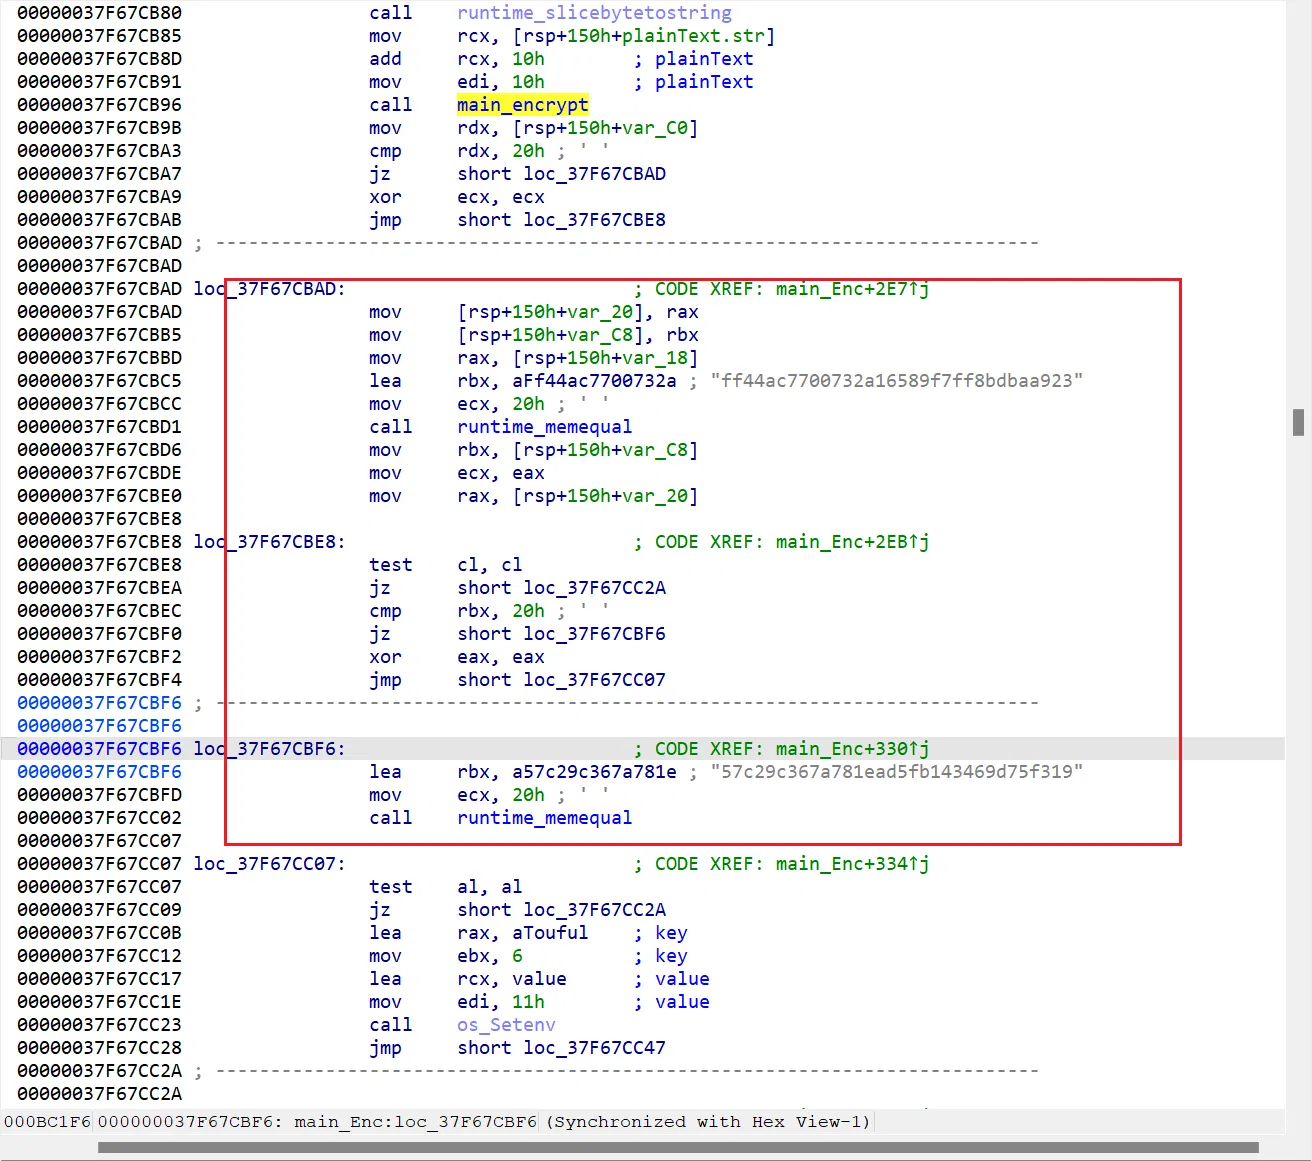 00000037F67CB80 call runtime_slicebytetostring
00000037F67CB85 mov rcx, [rsp+150h+plainText.str]
00000037F67CB8D add rcx, 10h ; plainText
00000037F67CB91 mov edi, 10h ; plainText
00000037F67CB96 call main_encrypt
00000037F67CB9B mov rdx, [rsp+150h+var_C0]
00000037F67CBA3 cmp rdx, 20h ; ' '
00000037F67CBA7 jz short loc_37F67CBAD
00000037F67CBA9 xor ecx, ecx
00000037F67CBAB jmp short loc_37F67CBE8
00000037F67CBAD ; ---------------------------------------------------------------------------
00000037F67CBAD
00000037F67CBAD loc_37F67CBAD: ; CODE XREF: main_Enc+2E7↑j
00000037F67CBAD mov [rsp+150h+var_20], rax
00000037F67CBB5 mov [rsp+150h+var_C8], rbx
00000037F67CBBD mov rax, [rsp+150h+var_18]
00000037F67CBC5 lea rbx, aFf44ac7700732a ; "ff44ac7700732a16589f7ff8bdbaa923"
00000037F67CBCC mov ecx, 20h ; ' '
00000037F67CBD1 call runtime_memequal
00000037F67CBD6 mov rbx, [rsp+150h+var_C8]
00000037F67CBDE mov ecx, eax
00000037F67CBE0 mov rax, [rsp+150h+var_20]
00000037F67CBE8
00000037F67CBE8 loc_37F67CBE8: ; CODE XREF: main_Enc+2EB↑j
00000037F67CBE8 test cl, cl
00000037F67CBEA jz short loc_37F67CC2A
00000037F67CBEC cmp rbx, 20h ; ' '
00000037F67CBF0 jz short loc_37F67CBF6
00000037F67CBF2 xor eax, eax
00000037F67CBF4 jmp short loc_37F67CC07
00000037F67CBF6 ; ---------------------------------------------------------------------------
00000037F67CBF6
00000037F67CBF6 loc_37F67CBF6: ; CODE XREF: main_Enc+330↑j
00000037F67CBF6 lea rbx, a57c29c367a781e ; "57c29c367a781ead5fb143469d75f319"
00000037F67CBFD mov ecx, 20h ; ' '
00000037F67CC02 call runtime_memequal
00000037F67CC07
00000037F67CC07 loc_37F67CC07: ; CODE XREF: main_Enc+334↑j
00000037F67CC07 test al, al
00000037F67CC09 jz short loc_37F67CC2A
00000037F67CC0B lea rax, aTouful ; key
00000037F67CC12 mov ebx, 6 ; key
00000037F67CC17 lea rcx, value ; value
00000037F67CC1E mov edi, 11h ; value
00000037F67CC23 call os_Setenv
00000037F67CC28 jmp short loc_37F67CC47
00000037F67CC2A ; ---------------------------------------------------------------------------
00000037F67CC2A
000BC1F6 000000037F67CBF6: main_Enc:loc_37F67CBF6 (Synchronized with Hex View-1)